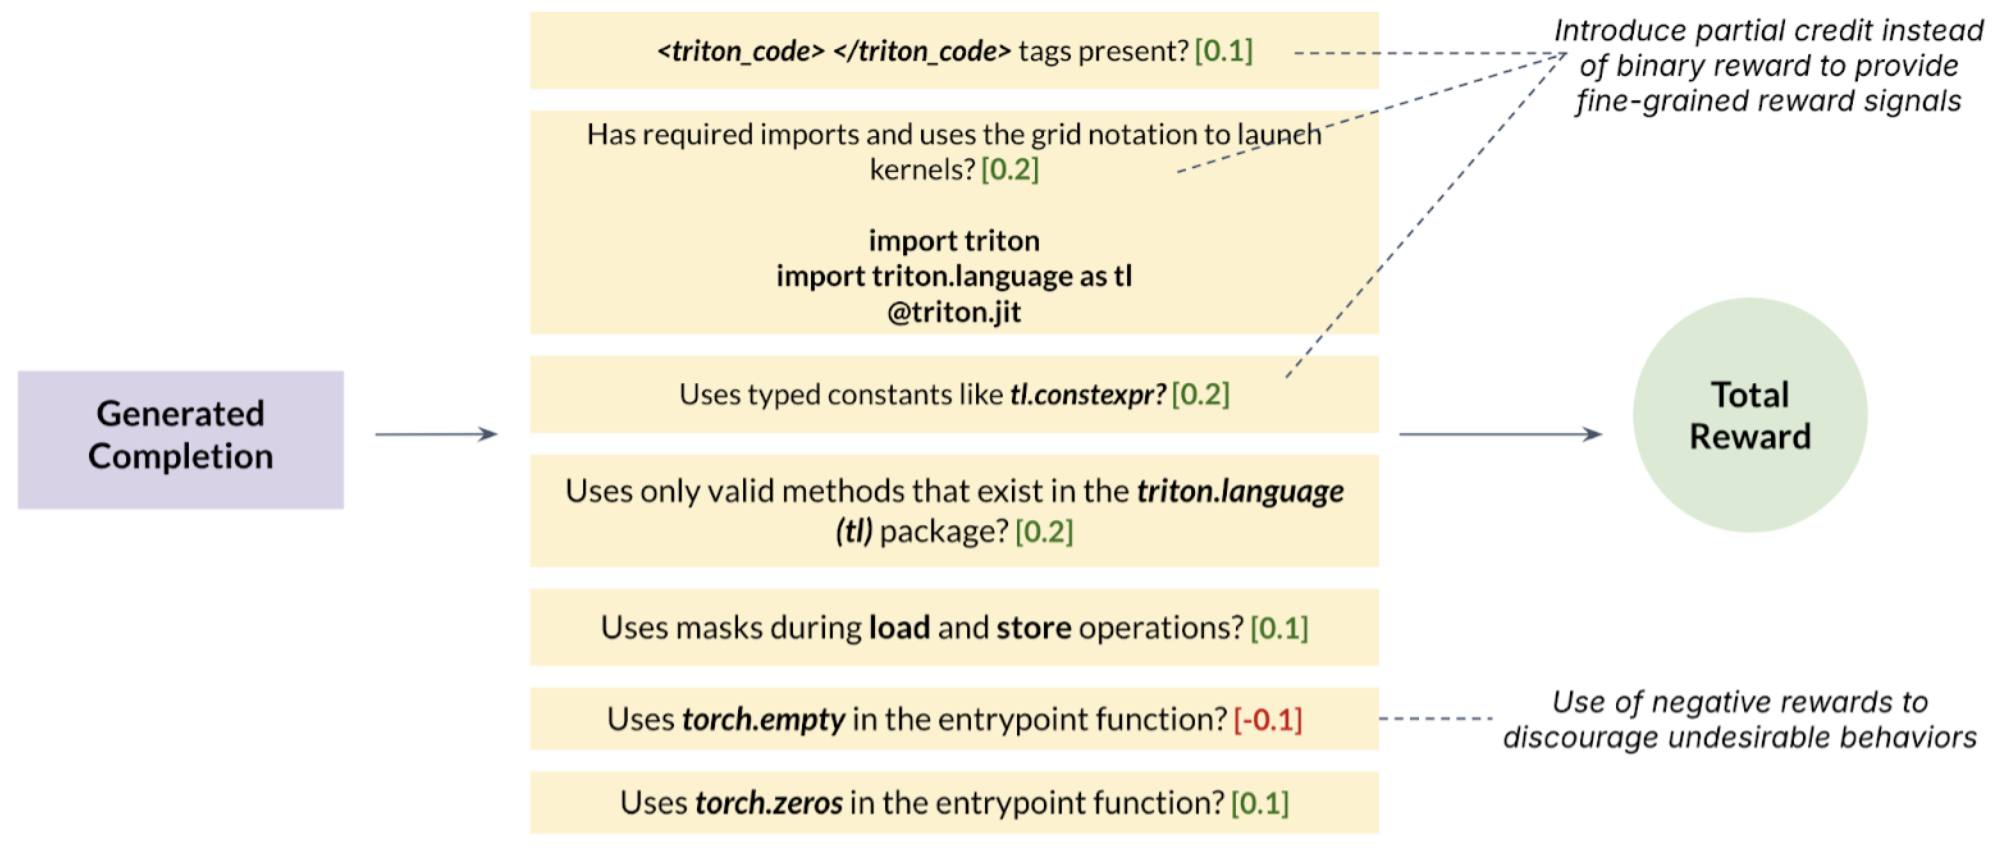 <triton_code> </triton_code> tags present? [0.1]
Introduce partial credit instead
of binary reward to provide
fine-grained reward signals
Has required imports and uses the grid notation to launch
kernels? [0.2]
import triton
import triton.language as tl
@triton.jit
Uses typed constants like tl.constexpr? [0.2]
Generated
Completion
Total
Reward
Uses only valid methods that exist in the triton.language
(tl) package? [0.2]
Uses masks during load and store operations? [0.1]
Uses torch.empty in the entrypoint function? [-0.1]
Use of negative rewards to
discourage undesirable behaviors
Uses torch.zeros in the entrypoint function? [0.1]